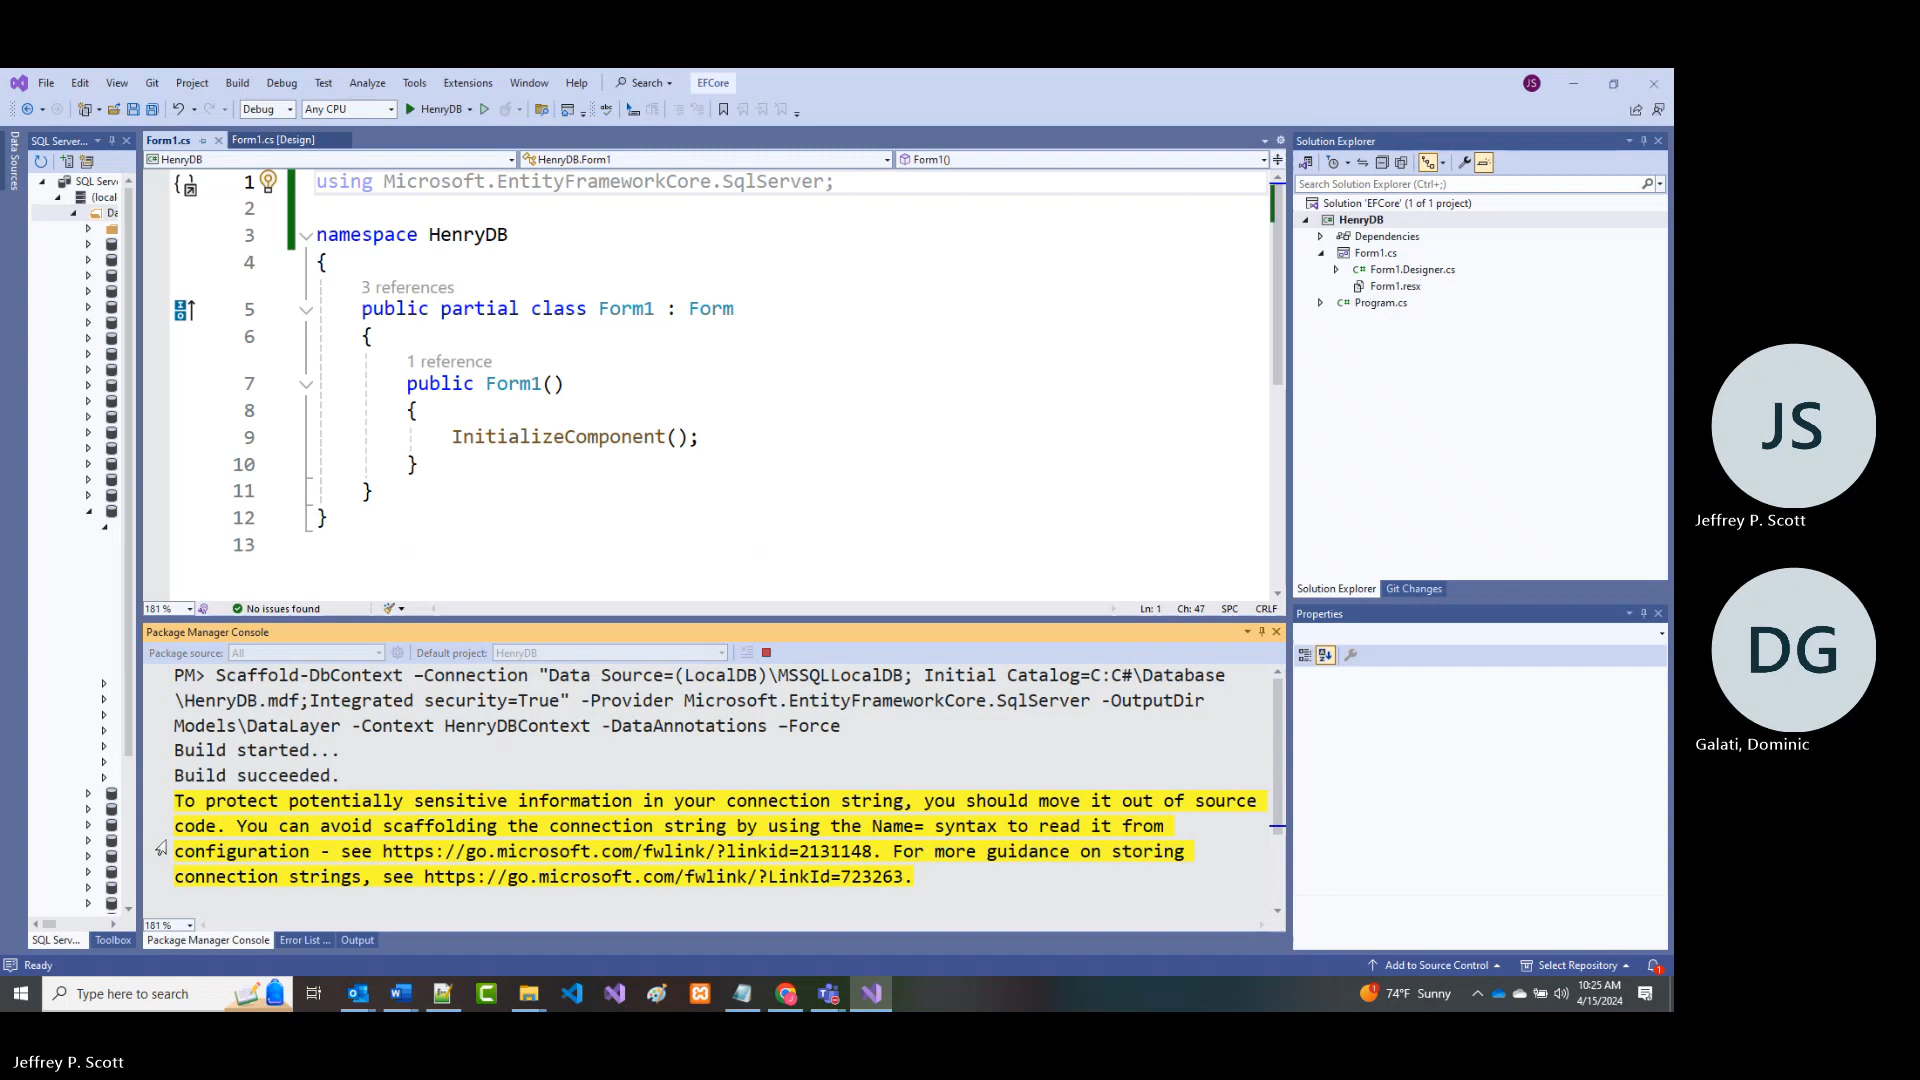 File Edit View Git Project Build Debug Test Analyze Tools Extensions Window Help Search EFCore JS
Debug Any CPU HenryDB
Data Sources
SQL Server...
SQL Serv
(local
Da
SQL Serv... Toolbox
Form1.cs Form1.cs [Design]
HenryDB HenryDB.Form1 Form1()
1 using Microsoft.EntityFrameworkCore.SqlServer;
2
3 namespace HenryDB
4 {
3 references
5 public partial class Form1 : Form
6 {
1 reference
7 public Form1()
8 {
9 InitializeComponent();
10 }
11 }
12 }
13
181 % No issues found Ln: 1 Ch: 47 SPC CRLF
Package Manager Console
Package source: All Default project: HenryDB
PM> Scaffold-DbContext –Connection "Data Source=(LocalDB)\MSSQLLocalDB; Initial Catalog=C:C#\Database
\HenryDB.mdf;Integrated security=True" -Provider Microsoft.EntityFrameworkCore.SqlServer -OutputDir
Models\DataLayer -Context HenryDBContext -DataAnnotations –Force
Build started...
Build succeeded.
To protect potentially sensitive information in your connection string, you should move it out of source
code. You can avoid scaffolding the connection string by using the Name= syntax to read it from
configuration - see https://go.microsoft.com/fwlink/?linkid=2131148. For more guidance on storing
connection strings, see https://go.microsoft.com/fwlink/?LinkId=723263.
181 %
Package Manager Console Error List ... Output
Solution Explorer
Search Solution Explorer (Ctrl+;)
Solution 'EFCore' (1 of 1 project)
HenryDB
Dependencies
Form1.cs
C# Form1.Designer.cs
Form1.resx
C# Program.cs
Solution Explorer Git Changes
Properties
Ready Add to Source Control Select Repository 1
Type here to search
74°F Sunny
10:25 AM
4/15/2024
JS
Jeffrey P. Scott
DG
Galati, Dominic
Jeffrey P. Scott